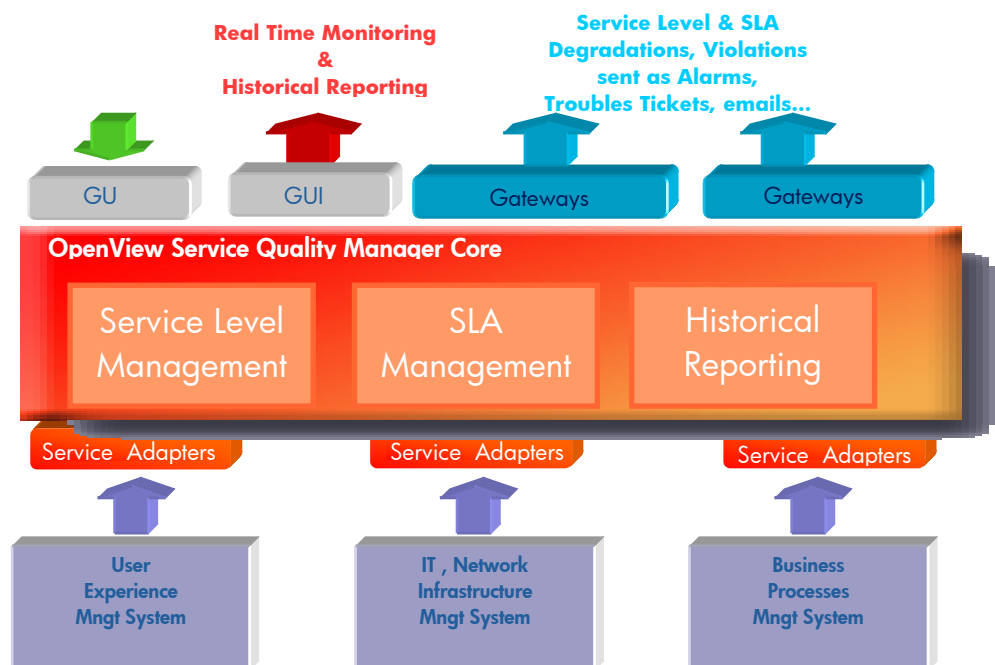 Real Time Monitoring
&
Historical Reporting
Service Level & SLA
Degradations, Violations
sent as Alarms,
Troubles Tickets, emails...
GU
GUI
Gateways
Gateways
OpenView Service Quality Manager Core
Service Level
Management
SLA
Management
Historical
Reporting
Service Adapters
Service Adapters
Service Adapters
User
Experience
Mngt System
IT , Network
Infrastructure
Mngt System
Business
Processes
Mngt System